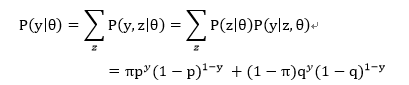 P(y|θ) = ∑_z P(y, z|θ) = ∑_z P(z|θ)P(y|z, θ)↵
= πp^y(1 − p)^{1−y} + (1 − π)q^y(1 − q)^{1−y}